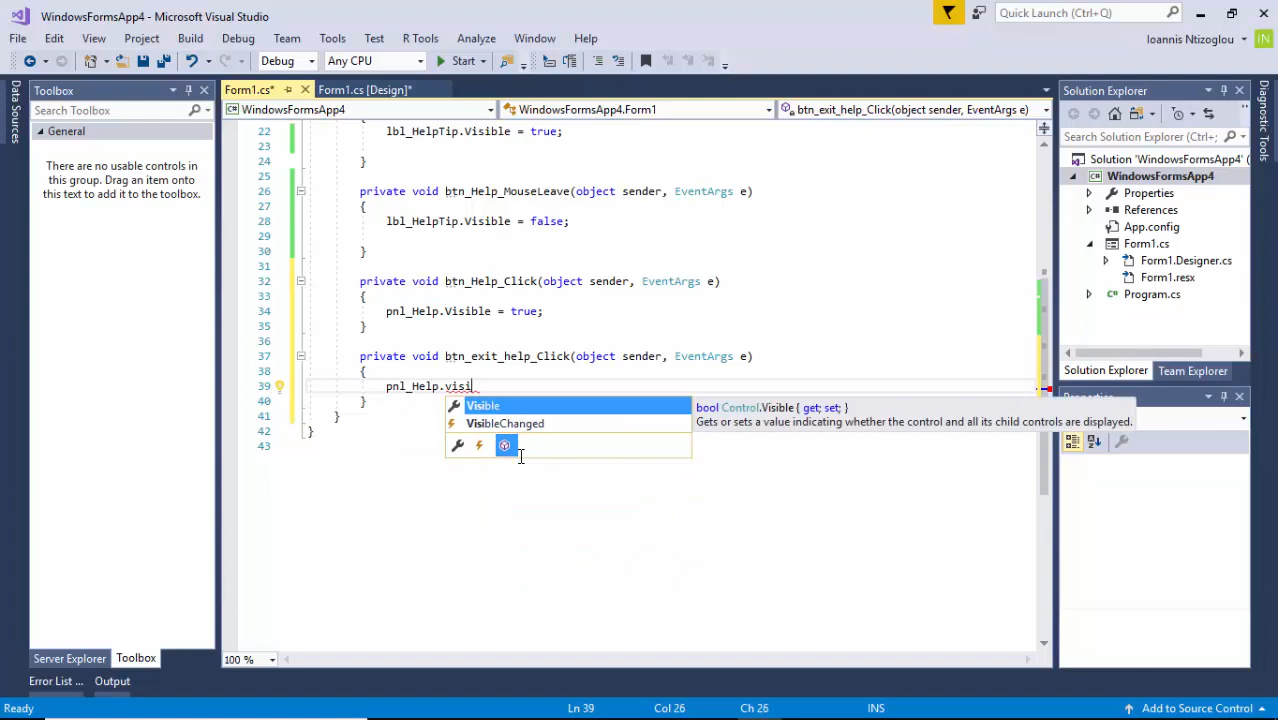 WindowsFormsApp4 - Microsoft Visual Studio
Quick Launch (Ctrl+Q)
File Edit View Project Build Debug Team Tools Test R Tools Analyze Window Help
Ioannis Ntizoglou IN
Debug Any CPU Start
Data Sources
Toolbox
Search Toolbox
General
There are no usable controls in
this group. Drag an item onto
this text to add it to the toolbox.
Server Explorer Toolbox
Form1.cs* Form1.cs [Design]*
WindowsFormsApp4 WindowsFormsApp4.Form1 btn_exit_help_Click(object sender, EventArgs e)
22 lbl_HelpTip.Visible = true;
23
24 }
25
26 private void btn_Help_MouseLeave(object sender, EventArgs e)
27 {
28 lbl_HelpTip.Visible = false;
29
30 }
31
32 private void btn_Help_Click(object sender, EventArgs e)
33 {
34 pnl_Help.Visible = true;
35 }
36
37 private void btn_exit_help_Click(object sender, EventArgs e)
38 {
39 pnl_Help.visi
40 }
41 }
42 }
43
Visible
VisibleChanged
bool Control.Visible { get; set; }
Gets or sets a value indicating whether the control and all its child controls are displayed.
100 %
Solution Explorer
Search Solution Explorer (Ctrl+;
Solution 'WindowsFormsApp4' (
WindowsFormsApp4
Properties
References
App.config
Form1.cs
Form1.Designer.cs
Form1.resx
Program.cs
Solution Explorer Team Explorer
Properties
Diagnostic Tools
Error List ... Output
Ready Ln 39 Col 26 Ch 26 INS Add to Source Control